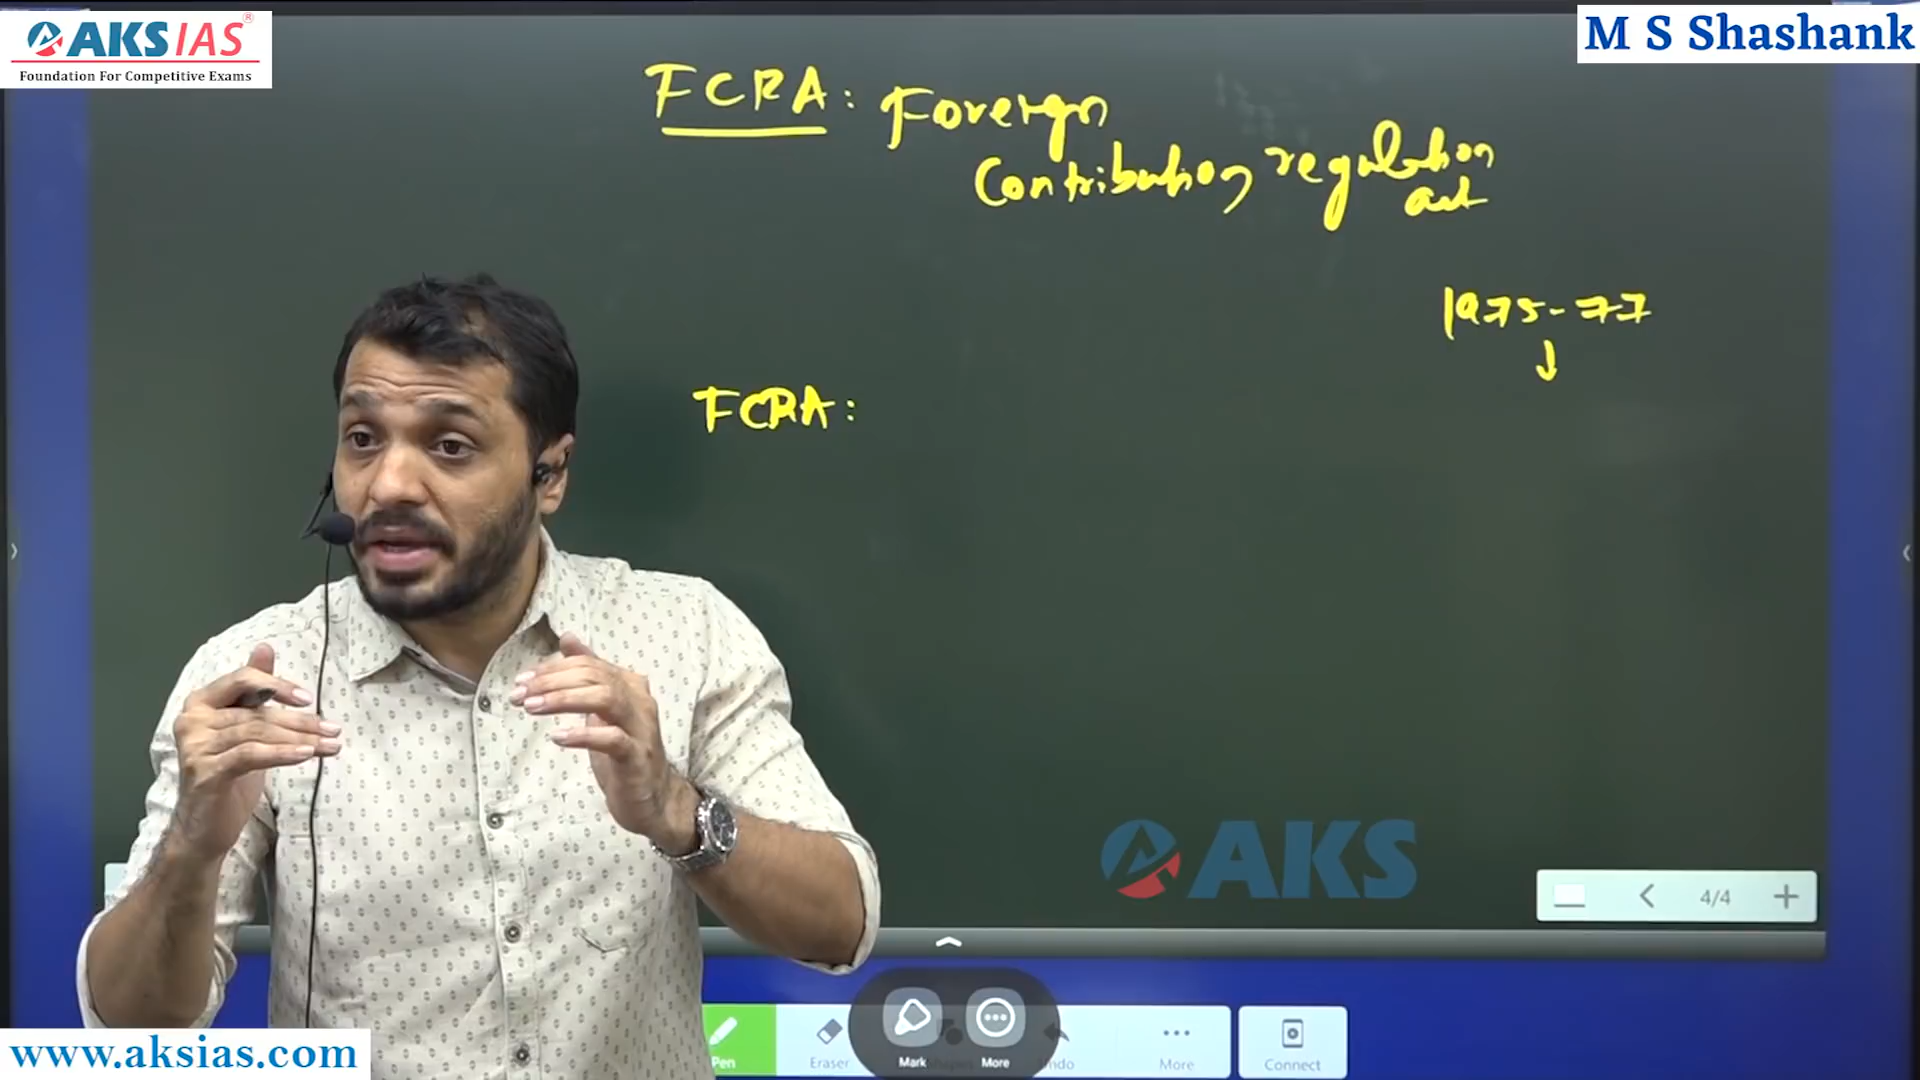 AKS IAS®
Foundation For Competitive Exams
M S Shashank
FCRA: Foreign
Contribution regulation
act
1975-77
FCRA:
AKS
4/4
Pen
Eraser
Mark
More
Undo
More
Connect
www.aksias.com